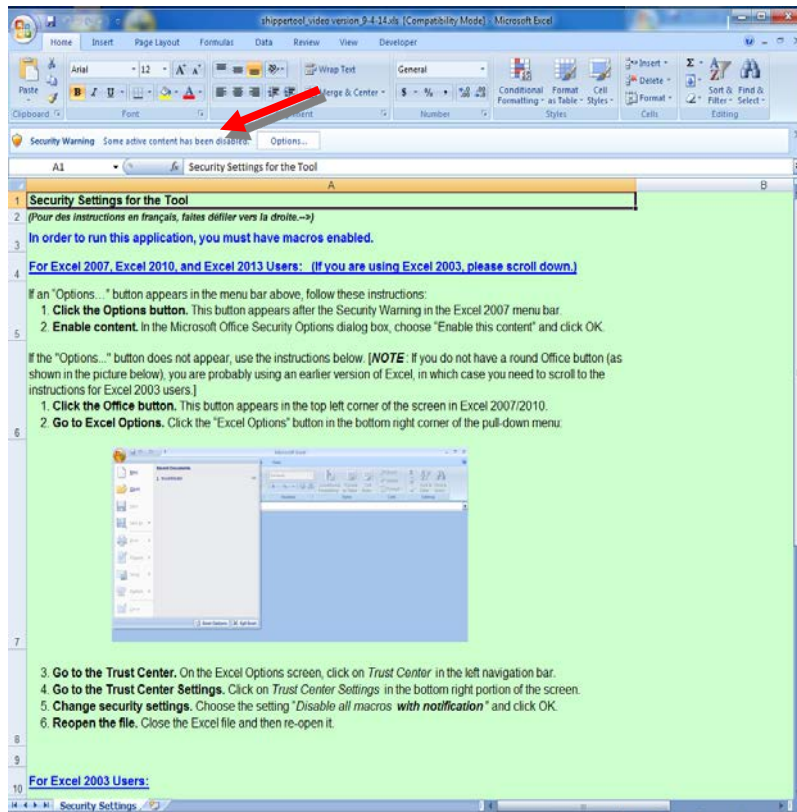 shippertool_video version_9-4-14.xls [Compatibility Mode] - Microsoft Excel
Home Insert Page Layout Formulas Data Review View Developer
Arial 12 Wrap Text General Insert Σ
Paste B I U Merge & Center $ % , Conditional Formatting Format as Table Cell Styles Delete Format Sort & Filter Find & Select
Clipboard Font Number Styles Cells Editing
Security Warning Some active content has been disabled. Options...
A1 fx Security Settings for the Tool
A B
1 Security Settings for the Tool
2 (Pour des instructions en français, faites défiler vers la droite.-->)
3 In order to run this application, you must have macros enabled.
4 For Excel 2007, Excel 2010, and Excel 2013 Users: (If you are using Excel 2003, please scroll down.)
If an "Options…" button appears in the menu bar above, follow these instructions:
1. Click the Options button. This button appears after the Security Warning in the Excel 2007 menu bar.
5 2. Enable content. In the Microsoft Office Security Options dialog box, choose "Enable this content" and click OK.
If the "Options..." button does not appear, use the instructions below. [NOTE: If you do not have a round Office button (as
shown in the picture below), you are probably using an earlier version of Excel, in which case you need to scroll to the
instructions for Excel 2003 users.]
1. Click the Office button. This button appears in the top left corner of the screen in Excel 2007/2010.
6 2. Go to Excel Options. Click the "Excel Options" button in the bottom right corner of the pull-down menu:
7
3. Go to the Trust Center. On the Excel Options screen, click on Trust Center in the left navigation bar.
4. Go to the Trust Center Settings. Click on Trust Center Settings in the bottom right portion of the screen.
5. Change security settings. Choose the setting "Disable all macros with notification" and click OK.
6. Reopen the file. Close the Excel file and then re-open it.
8
9
10 For Excel 2003 Users:
Security Settings